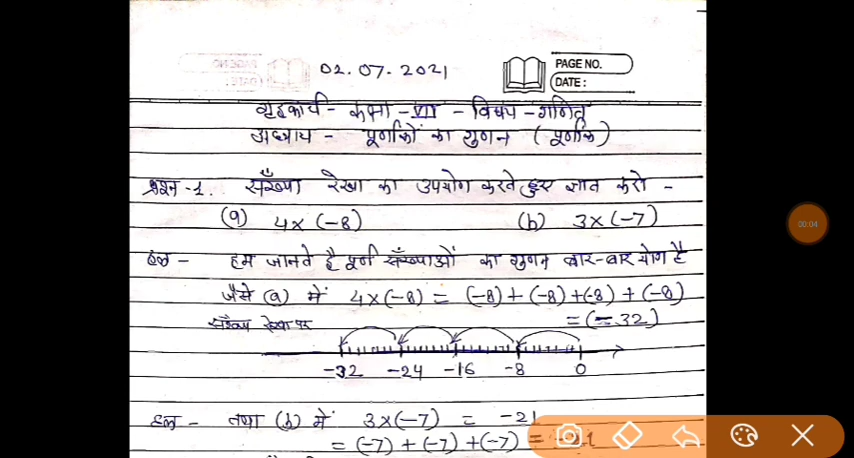 02.07.2021
PAGE NO.
DATE:
गृहकार्य - कक्षा - VII - विषय - गणित
अध्याय - पूर्णांकों का गुणन (पूर्णांक)
प्रश्न-1. सँख्या रेखा का उपयोग करते हुए ज्ञात करो -
(a) 4×(-8) (b) 3×(-7)
हल - हम जानते है पूर्ण सँख्याओं का गुणन बार-बार योग है
जैसे (a) में 4×(-8) = (-8)+(-8)+(-8)+(-8)
सँख्या रेखा पर =(-32)
-32 -24 -16 -8 0
हल - तथा (b) में 3×(-7) = -21
= (-7)+(-7)+(-7) = -21
00:04